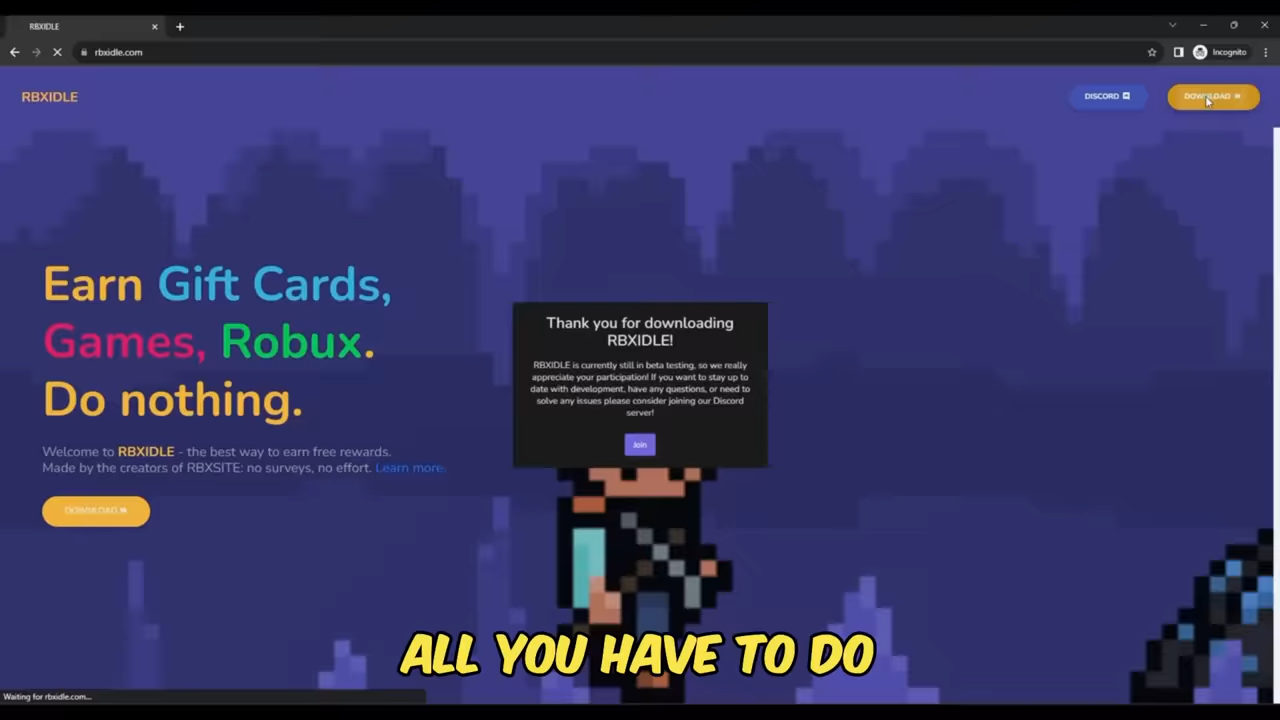 RBXIDLE
rbxidle.com
Incognito
RBXIDLE
DISCORD
DOWNLOAD
Earn Gift Cards,
Games, Robux.
Do nothing.
Welcome to RBXIDLE - the best way to earn free rewards.
Made by the creators of RBXSITE: no surveys, no effort. Learn more.
DOWNLOAD
Thank you for downloading
RBXIDLE!
RBXIDLE is currently still in beta testing, so we really
appreciate your participation! If you want to stay up to
date with development, have any questions, or need to
solve any issues please consider joining our Discord
server!
Join
ALL YOU HAVE TO DO
Waiting for rbxidle.com...